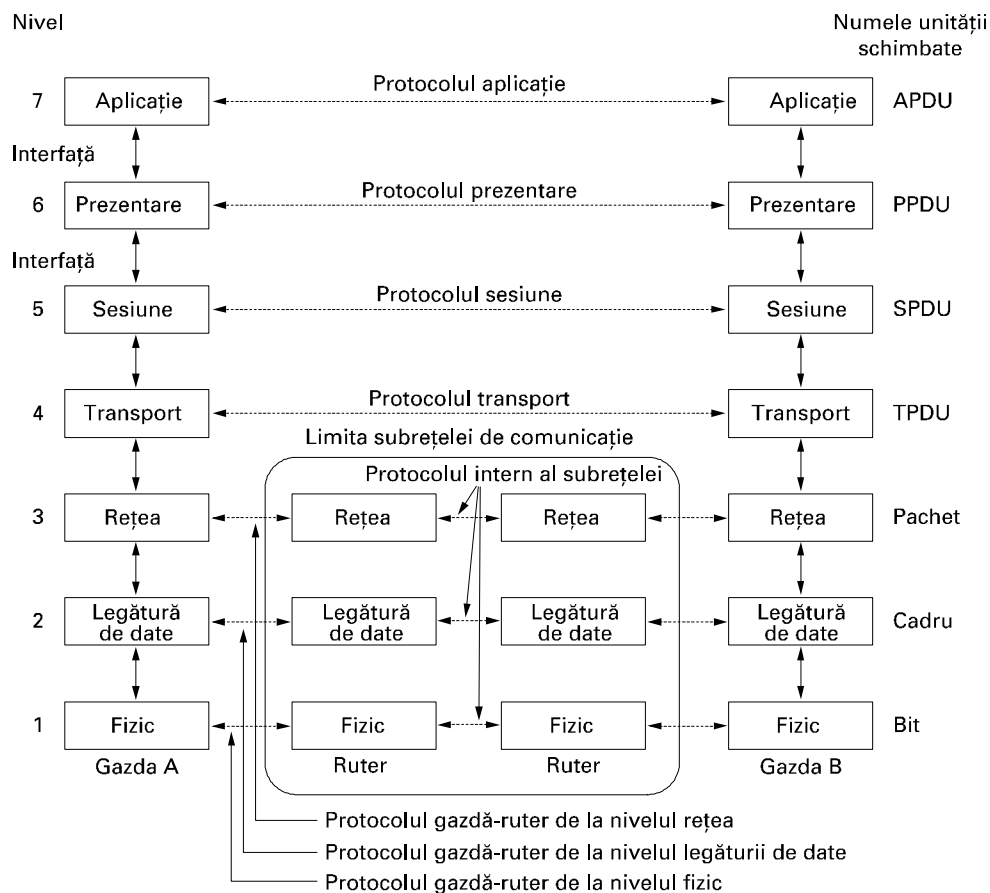 Nivel
Numele unității
schimbate
Protocolul aplicație
7 Aplicație Aplicație APDU
Interfață
Protocolul prezentare
6 Prezentare Prezentare PPDU
Interfață
Protocolul sesiune
5 Sesiune Sesiune SPDU
Protocolul transport
4 Transport Transport TPDU
Limita subrețelei de comunicație
Protocolul intern al subrețelei
3 Rețea Rețea Rețea Rețea Pachet
2 Legătură Legătură Legătură Legătură Cadru
de date de date de date de date
1 Fizic Fizic Fizic Fizic Bit
Gazda A Ruter Ruter Gazda B
Protocolul gazdă-ruter de la nivelul rețea
Protocolul gazdă-ruter de la nivelul legăturii de date
Protocolul gazdă-ruter de la nivelul fizic